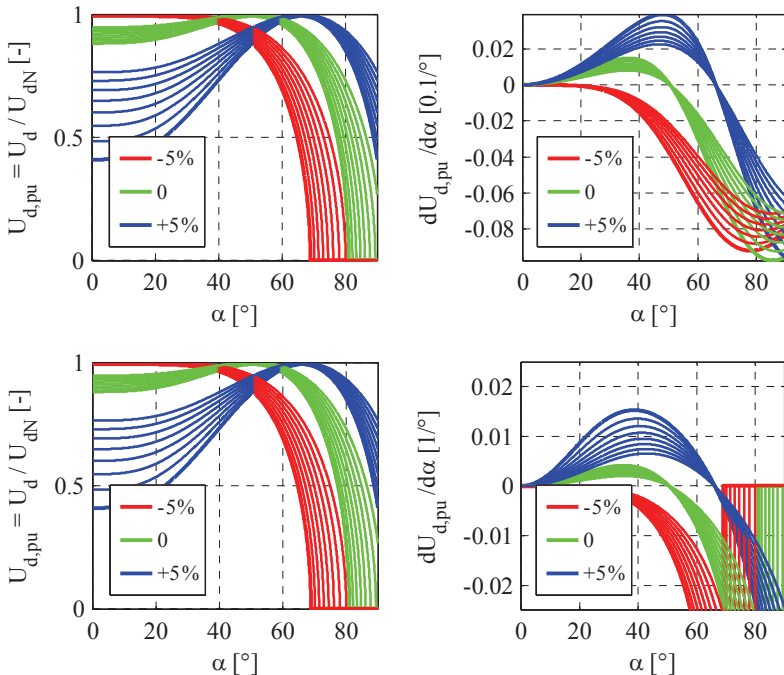 U_d,pu = U_d / U_dN [-]
1
0.5
0
0 20 40 60 80
α [°]
-5%
0
+5%
dU_d,pu/dα [0.1/°]
0.04
0.02
0
-0.02
-0.04
-0.06
-0.08
0 20 40 60 80
α [°]
-5%
0
+5%
U_d,pu = U_d / U_dN [-]
1
0.5
1
0 20 40 60 80
α [°]
-5%
0
+5%
dU_d,pu/dα [1/°]
0.02
0.01
0
-0.01
-0.02
0 20 40 60 80
α [°]
-5%
0
+5%